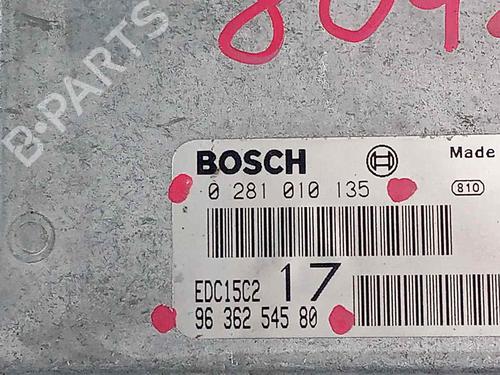 BOSCH
Made
0 281 010 135
810
EDC15C2 17
96 362 545 80
B-PARTS